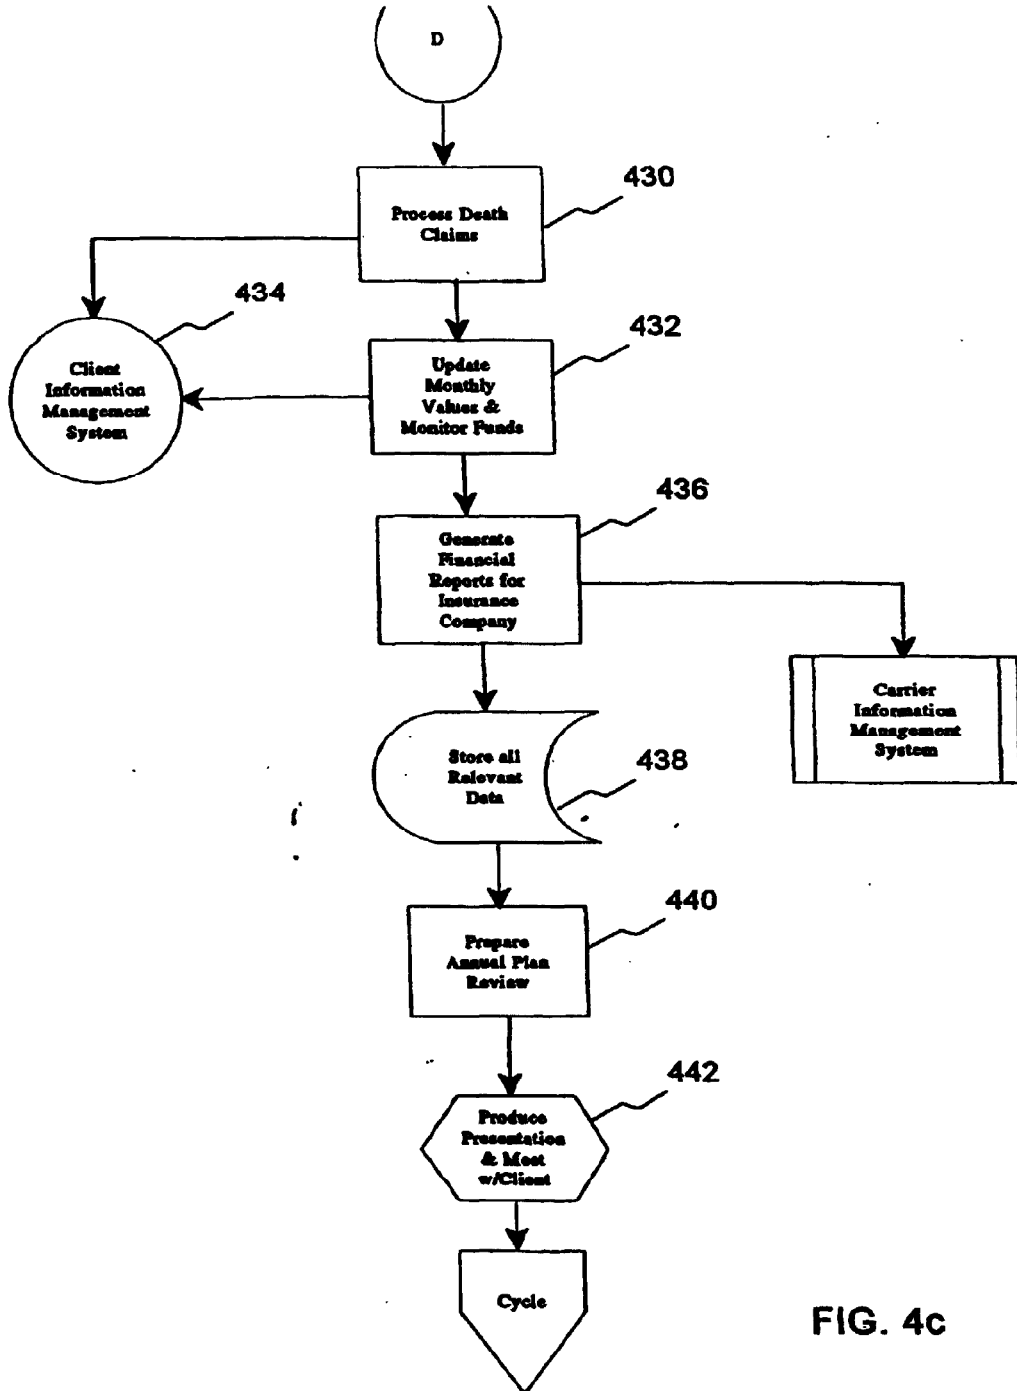 D
430
Process Death
Claims
434
432
Client
Information
Management
System
Update
Monthly
Values &
Monitor Funds
436
Generate
Financial
Reports for
Insurance
Company
Carrier
Information
Management
System
Store all
Relevant
Data
438
440
Prepare
Annual Plan
Review
442
Produce
Presentation
& Meet
w/Client
Cycle
FIG. 4c